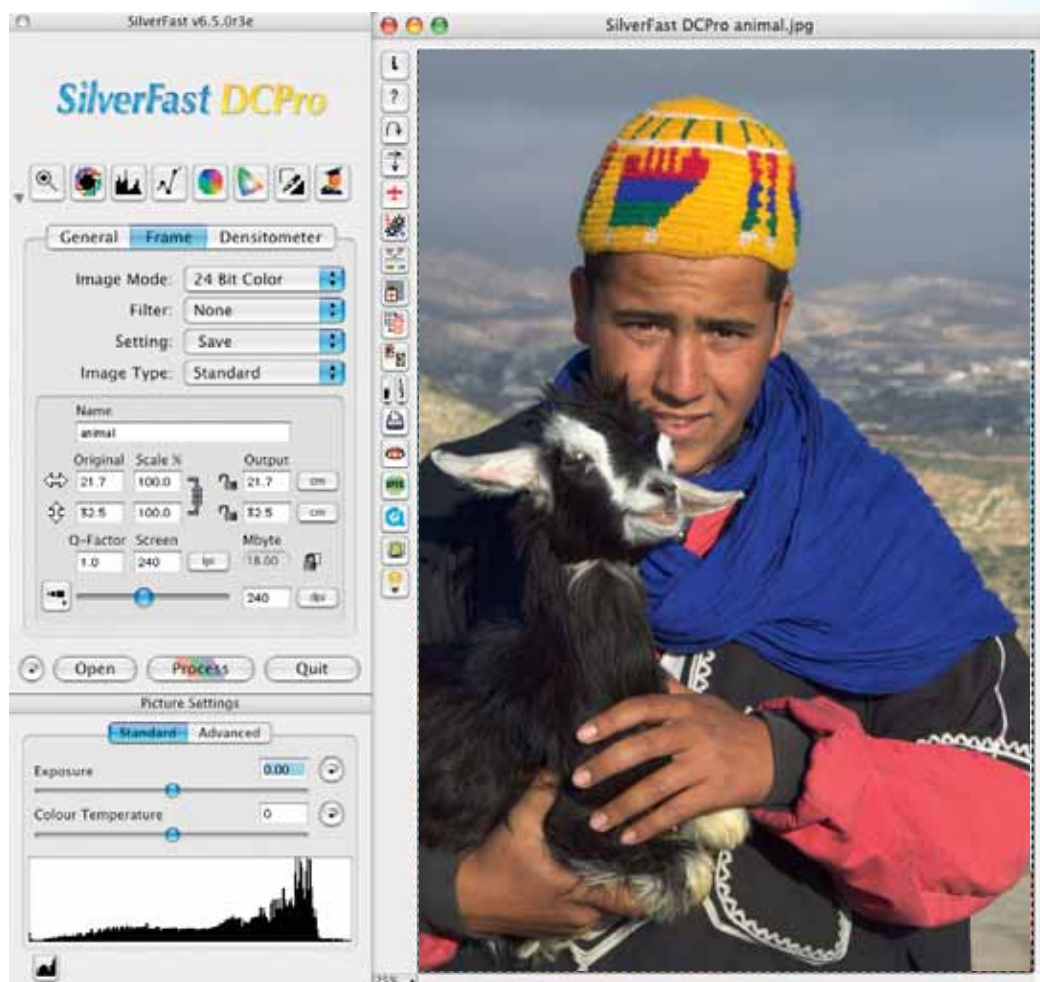 SilverFast v6.5.0r3e
SilverFast DCPro
General Frame Densitometer
Image Mode: 24 Bit Color
Filter: None
Setting: Save
Image Type: Standard
Name
animal
Original Scale % Output
21.7 100.0 21.7 cm
32.5 100.0 32.5 cm
Q-Factor Screen Mbyte
1.0 240 lpi 18.00
240 dpi
Open Process Quit
Picture Settings
Standard Advanced
Exposure 0.00
Colour Temperature 0
SilverFast DCPro animal.jpg
i
?
25%